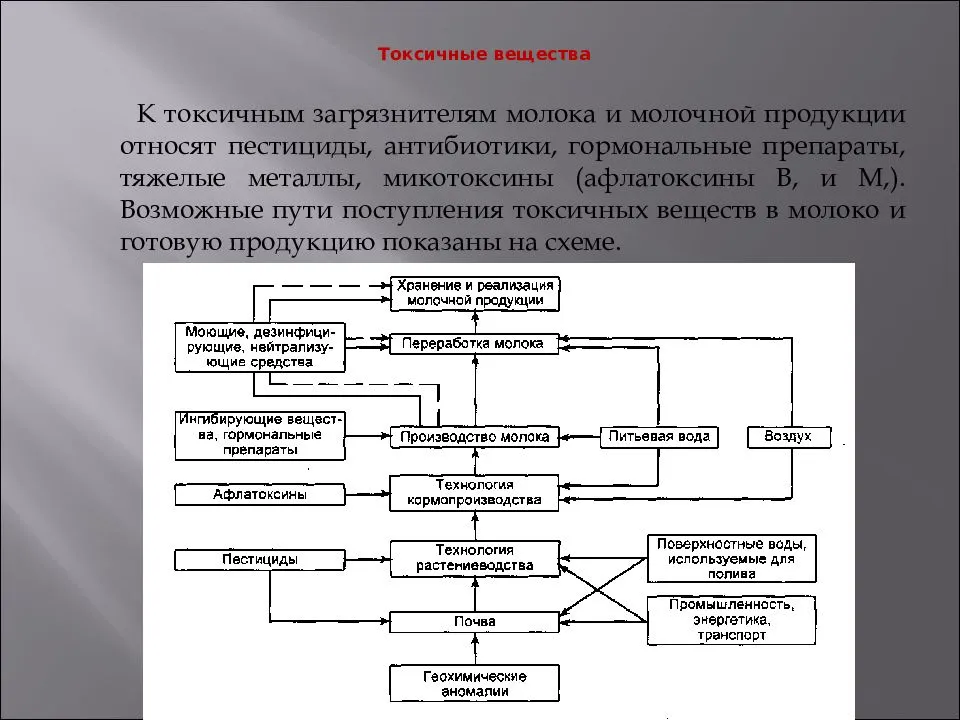 Токсичные вещества
К токсичным загрязнителям молока и молочной продукции
относят пестициды, антибиотики, гормональные препараты,
тяжелые металлы, микотоксины (афлатоксины В, и М,).
Возможные пути поступления токсичных веществ в молоко и
готовую продукцию показаны на схеме.
Хранение и реализация
молочной продукции
Моющие, дезинфици-
рующие, нейтрализу-
ющие средства
Переработка молока
Ингибирующие вещест-
ва, гормональные
препараты
Производство молока
Питьевая вода
Воздух
Афлатоксины
Технология
кормопроизводства
Пестициды
Технология
растениеводства
Поверхностные воды,
используемые для
полива
Почва
Промышленность,
энергетика,
транспорт
Геохимические
аномалии